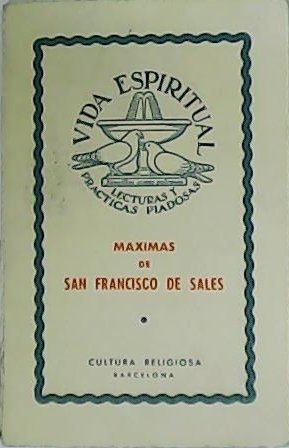 VIDA ESPIRITUAL
LECTURAS Y
PRACTICAS PIADOSAS
MAXIMAS
DE
SAN FRANCISCO DE SALES
CULTURA RELIGIOSA
BARCELONA